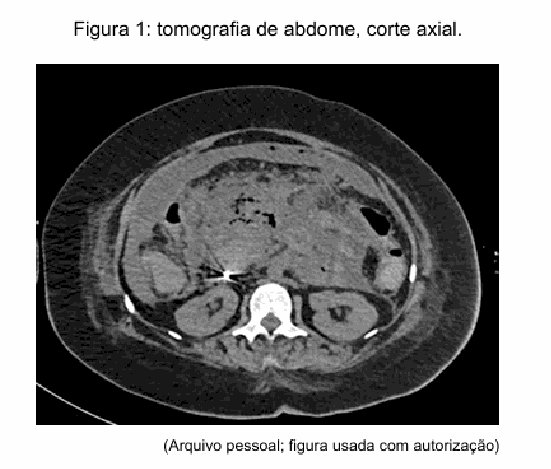 Figura 1: tomografia de abdome, corte axial.
(Arquivo pessoal; figura usada com autorização)